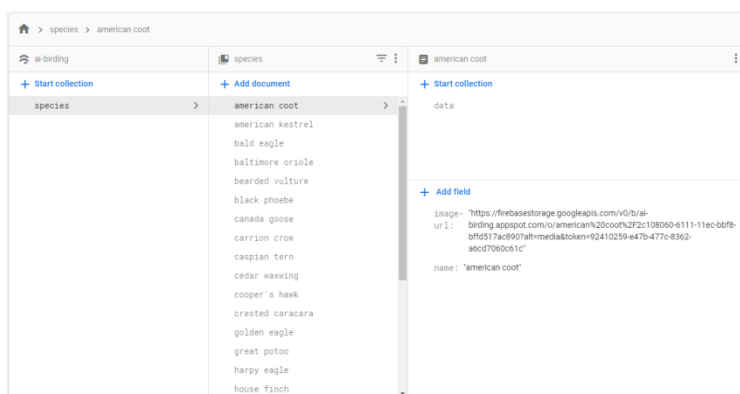 species > american coot
ai-birding
species
american coot
+ Start collection
+ Add document
+ Start collection
species
american coot
american kestrel
bald eagle
baltimore oriole
bearded vulture
black phoebe
canada goose
carrion crow
caspian tern
cedar waxwing
cooper's hawk
crested caracara
golden eagle
great potoo
harpy eagle
house finch
data
+ Add field
image-url: "https://firebasestorage.googleapis.com/v0/b/ai-
birding.appspot.com/o/american%20coot%2F2c108060-6111-11ec-bbf8-
bffd517ac890?alt=media&token=92410259-e47b-477c-8362-
a6cd7060c61c"
name: "american coot"